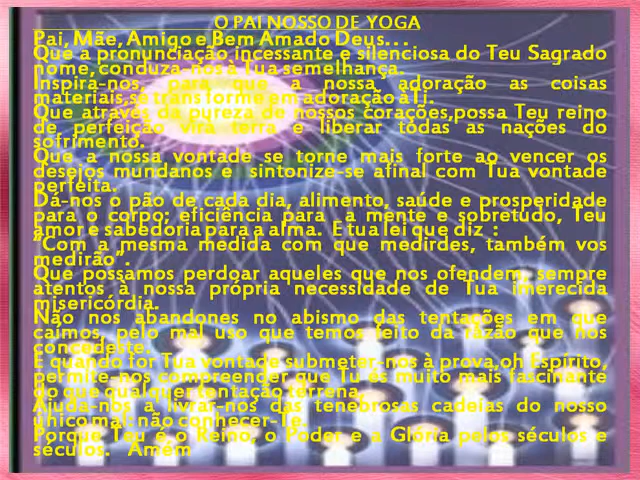 O PAI NOSSO DE YOGA
Pai, Mãe, Amigo e Bem Amado Deus. . .
Que a pronunciação incessante e silenciosa do Teu Sagrado
nome, conduza-nos à Tua semelhança.
Inspira-nos, para que a nossa adoração as coisas
materiais,se trans forme em adoração à Ti.
Que através da pureza de nossos corações,possa Teu reino
de perfeição vira terra e liberar todas as nações do
sofrimento.
Que a nossa vontade se torne mais forte ao vencer os
desejos mundanos e sintonize-se afinal com Tua vontade
perfeita.
Dá-nos o pão de cada dia, alimento, saúde e prosperidade
para o corpo; eficiência para a mente e sobretudo, Teu
amor e sabedoria para a alma. E tua lei que diz :
"Com a mesma medida com que medirdes, também vos
medirão".
Que possamos perdoar aqueles que nos ofendem, sempre
atentos à nossa própria necessidade de Tua imerecida
misericórdia.
Não nos abandones no abismo das tentações em que
caímos, pelo mal uso que temos feito da razão que nos
concedeste.
E quando for Tua vontade submeter-nos à prova,oh Espírito,
permite-nos compreender que Tu és muito mais fascinante
do que qualquer tentação terrena.
Ajuda-nos a livrar-nos das tenebrosas cadeias do nosso
único mal: não conhecer-Te.
Porque Teu é o Reino, o Poder e a Glória pelos séculos e
séculos. Amém